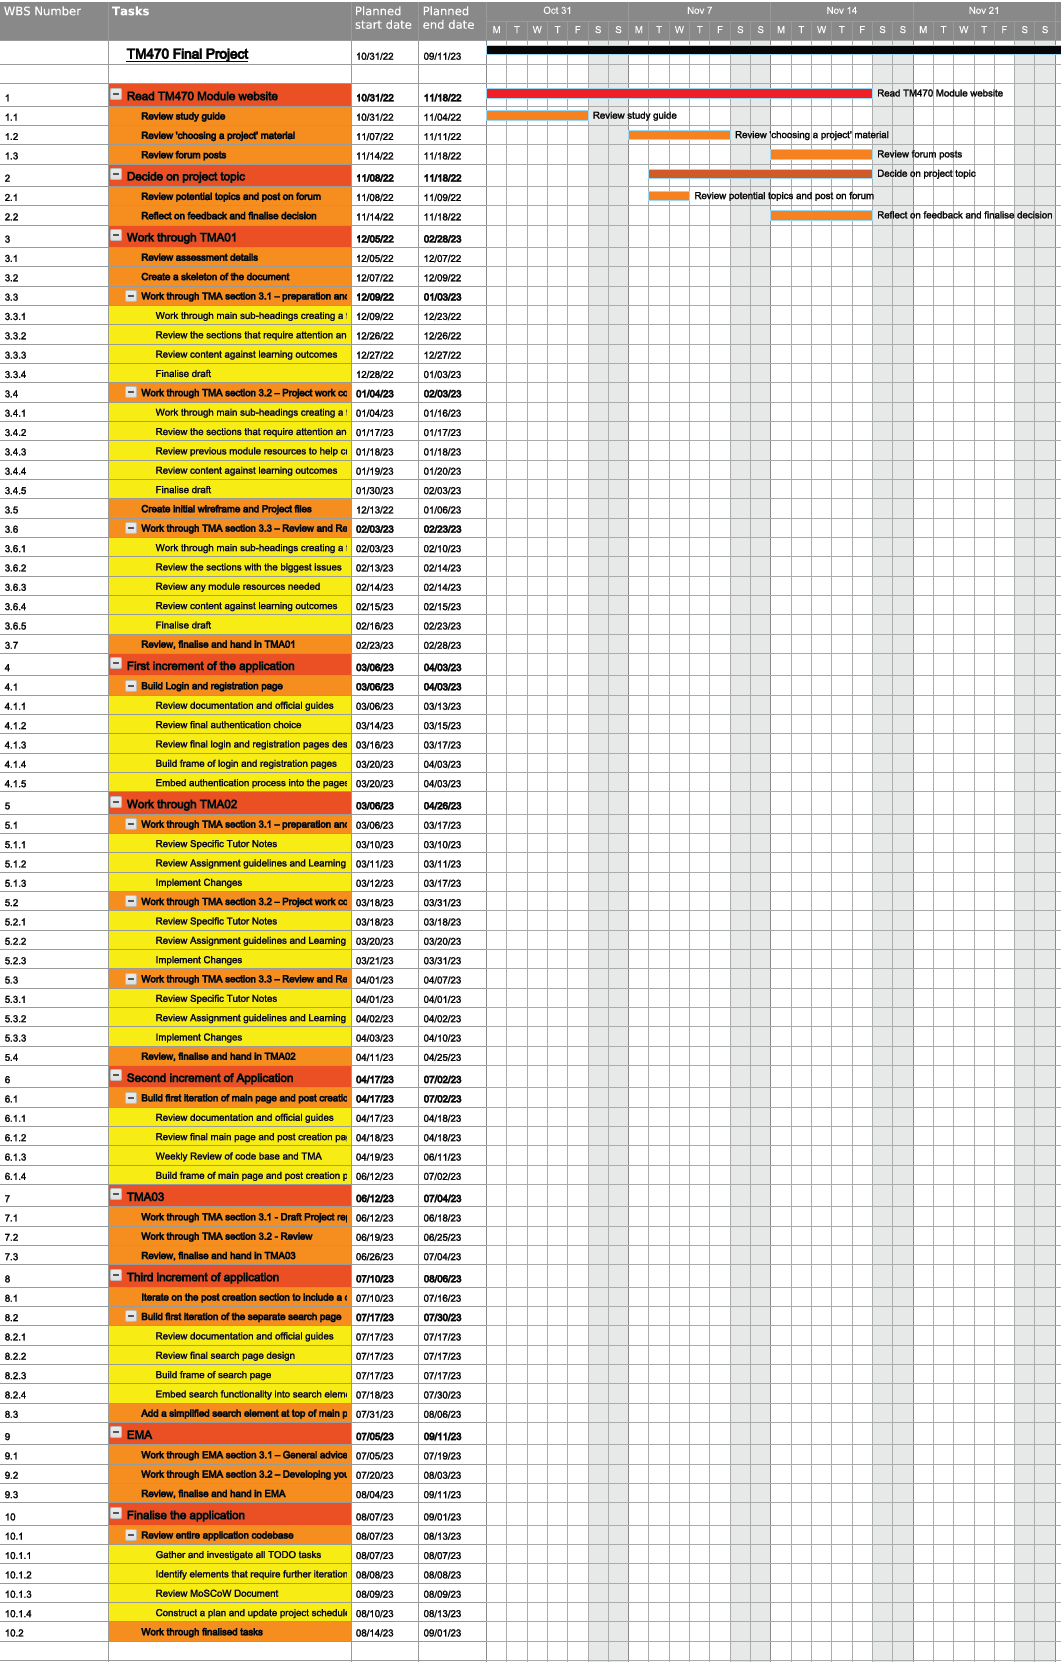 WBS Number Tasks Planned start date Planned end date Oct 31 Nov 7 Nov 14 Nov 21
M T W T F S S M T W T F S S M T W T F S S M T W T F S S
TM470 Final Project 10/31/22 09/11/23
1 Read TM470 Module website 10/31/22 11/18/22 Read TM470 Module website
1.1 Review study guide 10/31/22 11/04/22 Review study guide
1.2 Review 'choosing a project' material 11/07/22 11/11/22 Review 'choosing a project' material
1.3 Review forum posts 11/14/22 11/18/22 Review forum posts
2 Decide on project topic 11/08/22 11/18/22 Decide on project topic
2.1 Review potential topics and post on forum 11/08/22 11/09/22 Review potential topics and post on forum
2.2 Reflect on feedback and finalise decision 11/14/22 11/18/22 Reflect on feedback and finalise decision
3 Work through TMA01 12/05/22 02/28/23
3.1 Review assessment details 12/05/22 12/07/22
3.2 Create a skeleton of the document 12/07/22 12/09/22
3.3 Work through TMA section 3.1 – preparation and 12/09/22 01/03/23
3.3.1 Work through main sub-headings creating a 12/09/22 12/23/22
3.3.2 Review the sections that require attention an 12/26/22 12/26/22
3.3.3 Review content against learning outcomes 12/27/22 12/27/22
3.3.4 Finalise draft 12/28/22 01/03/23
3.4 Work through TMA section 3.2 – Project work co 01/04/23 02/03/23
3.4.1 Work through main sub-headings creating a 01/04/23 01/16/23
3.4.2 Review the sections that require attention an 01/17/23 01/17/23
3.4.3 Review previous module resources to help c 01/18/23 01/18/23
3.4.4 Review content against learning outcomes 01/19/23 01/20/23
3.4.5 Finalise draft 01/30/23 02/03/23
3.5 Create initial wireframe and Project files 12/13/22 01/06/23
3.6 Work through TMA section 3.3 – Review and Re 02/03/23 02/23/23
3.6.1 Work through main sub-headings creating a 02/03/23 02/10/23
3.6.2 Review the sections with the biggest issues 02/13/23 02/14/23
3.6.3 Review any module resources needed 02/14/23 02/14/23
3.6.4 Review content against learning outcomes 02/15/23 02/15/23
3.6.5 Finalise draft 02/16/23 02/23/23
3.7 Review, finalise and hand in TMA01 02/23/23 02/28/23
4 First increment of the application 03/06/23 04/03/23
4.1 Build Login and registration page 03/06/23 04/03/23
4.1.1 Review documentation and official guides 03/06/23 03/13/23
4.1.2 Review final authentication choice 03/14/23 03/15/23
4.1.3 Review final login and registration pages des 03/16/23 03/17/23
4.1.4 Build frame of login and registration pages 03/20/23 04/03/23
4.1.5 Embed authentication process into the pages 03/20/23 04/03/23
5 Work through TMA02 03/06/23 04/26/23
5.1 Work through TMA section 3.1 – preparation and 03/06/23 03/17/23
5.1.1 Review Specific Tutor Notes 03/10/23 03/10/23
5.1.2 Review Assignment guidelines and Learning 03/11/23 03/11/23
5.1.3 Implement Changes 03/12/23 03/17/23
5.2 Work through TMA section 3.2 – Project work co 03/18/23 03/31/23
5.2.1 Review Specific Tutor Notes 03/18/23 03/18/23
5.2.2 Review Assignment guidelines and Learning 03/20/23 03/20/23
5.2.3 Implement Changes 03/21/23 03/31/23
5.3 Work through TMA section 3.3 – Review and Re 04/01/23 04/07/23
5.3.1 Review Specific Tutor Notes 04/01/23 04/01/23
5.3.2 Review Assignment guidelines and Learning 04/02/23 04/02/23
5.3.3 Implement Changes 04/03/23 04/10/23
5.4 Review, finalise and hand in TMA02 04/11/23 04/25/23
6 Second increment of Application 04/17/23 07/02/23
6.1 Build first iteration of main page and post creatic 04/17/23 07/02/23
6.1.1 Review documentation and official guides 04/17/23 04/18/23
6.1.2 Review final main page and post creation pa 04/18/23 04/18/23
6.1.3 Weekly Review of code base and TMA 04/19/23 06/11/23
6.1.4 Build frame of main page and post creation p 06/12/23 07/02/23
7 TMA03 06/12/23 07/04/23
7.1 Work through TMA section 3.1 - Draft Project re 06/12/23 06/18/23
7.2 Work through TMA section 3.2 - Review 06/19/23 06/25/23
7.3 Review, finalise and hand in TMA03 06/26/23 07/04/23
8 Third increment of application 07/10/23 08/06/23
8.1 Iterate on the post creation section to include a 07/10/23 07/16/23
8.2 Build first iteration of the separate search page 07/17/23 07/30/23
8.2.1 Review documentation and official guides 07/17/23 07/17/23
8.2.2 Review final search page design 07/17/23 07/17/23
8.2.3 Build frame of search page 07/17/23 07/17/23
8.2.4 Embed search functionality into search elem 07/18/23 07/30/23
8.3 Add a simplified search element at top of main p 07/31/23 08/06/23
9 EMA 07/05/23 09/11/23
9.1 Work through EMA section 3.1 – General advice 07/05/23 07/19/23
9.2 Work through EMA section 3.2 – Developing you 07/20/23 08/03/23
9.3 Review, finalise and hand in EMA 08/04/23 09/11/23
10 Finalise the application 08/07/23 09/01/23
10.1 Review entire application codebase 08/07/23 08/13/23
10.1.1 Gather and investigate all TODO tasks 08/07/23 08/07/23
10.1.2 Identify elements that require further iteration 08/08/23 08/08/23
10.1.3 Review MoSCoW Document 08/09/23 08/09/23
10.1.4 Construct a plan and update project schedule 08/10/23 08/13/23
10.2 Work through finalised tasks 08/14/23 09/01/23